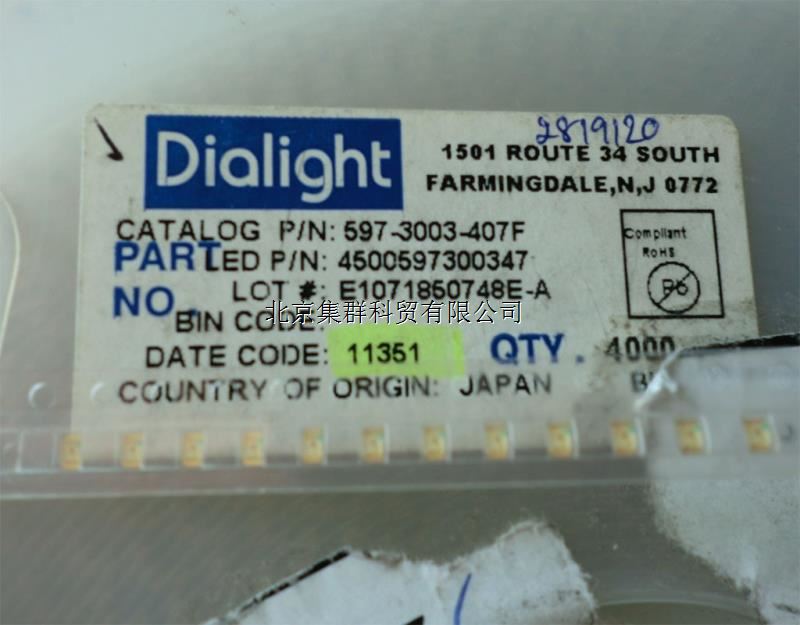 2819120
Dialight
1501 ROUTE 34 SOUTH
FARMINGDALE,N,J 0772
CATALOG P/N: 597-3003-407F
PART LED P/N: 4500597300347
NO. LOT #: E1071850748E-A
Compliant
RoHS
Pb
北京集群科贸有限公司
BIN CODE:
DATE CODE: 11351 QTY. 4000
COUNTRY OF ORIGIN: JAPAN